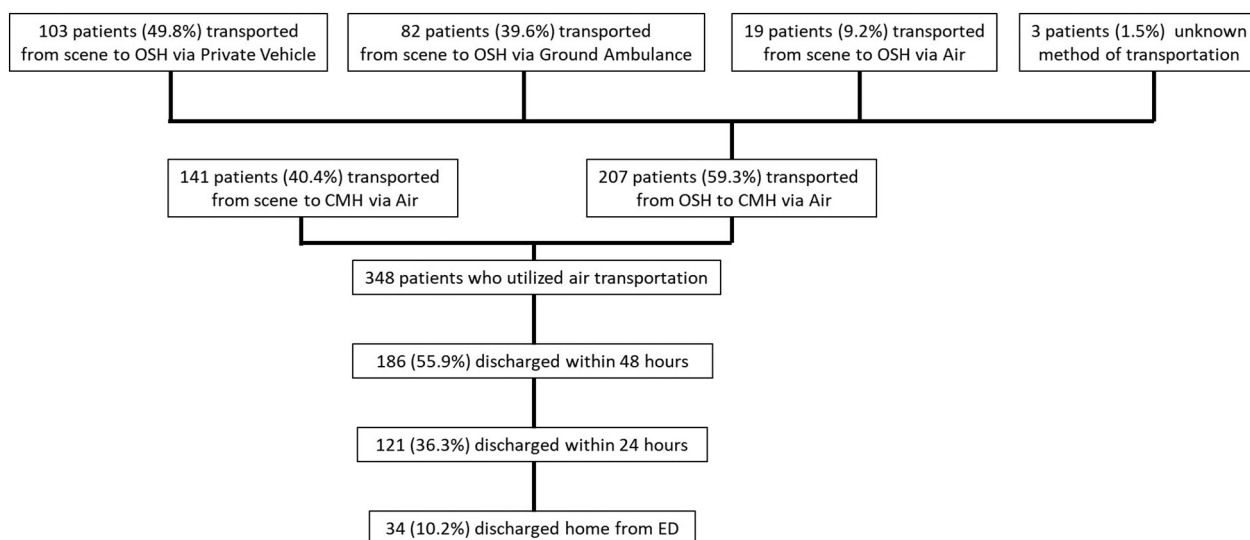 103 patients (49.8%) transported
from scene to OSH via Private Vehicle
82 patients (39.6%) transported
from scene to OSH via Ground Ambulance
19 patients (9.2%) transported
from scene to OSH via Air
3 patients (1.5%) unknown
method of transportation
141 patients (40.4%) transported
from scene to CMH via Air
207 patients (59.3%) transported
from OSH to CMH via Air
348 patients who utilized air transportation
186 (55.9%) discharged within 48 hours
121 (36.3%) discharged within 24 hours
34 (10.2%) discharged home from ED